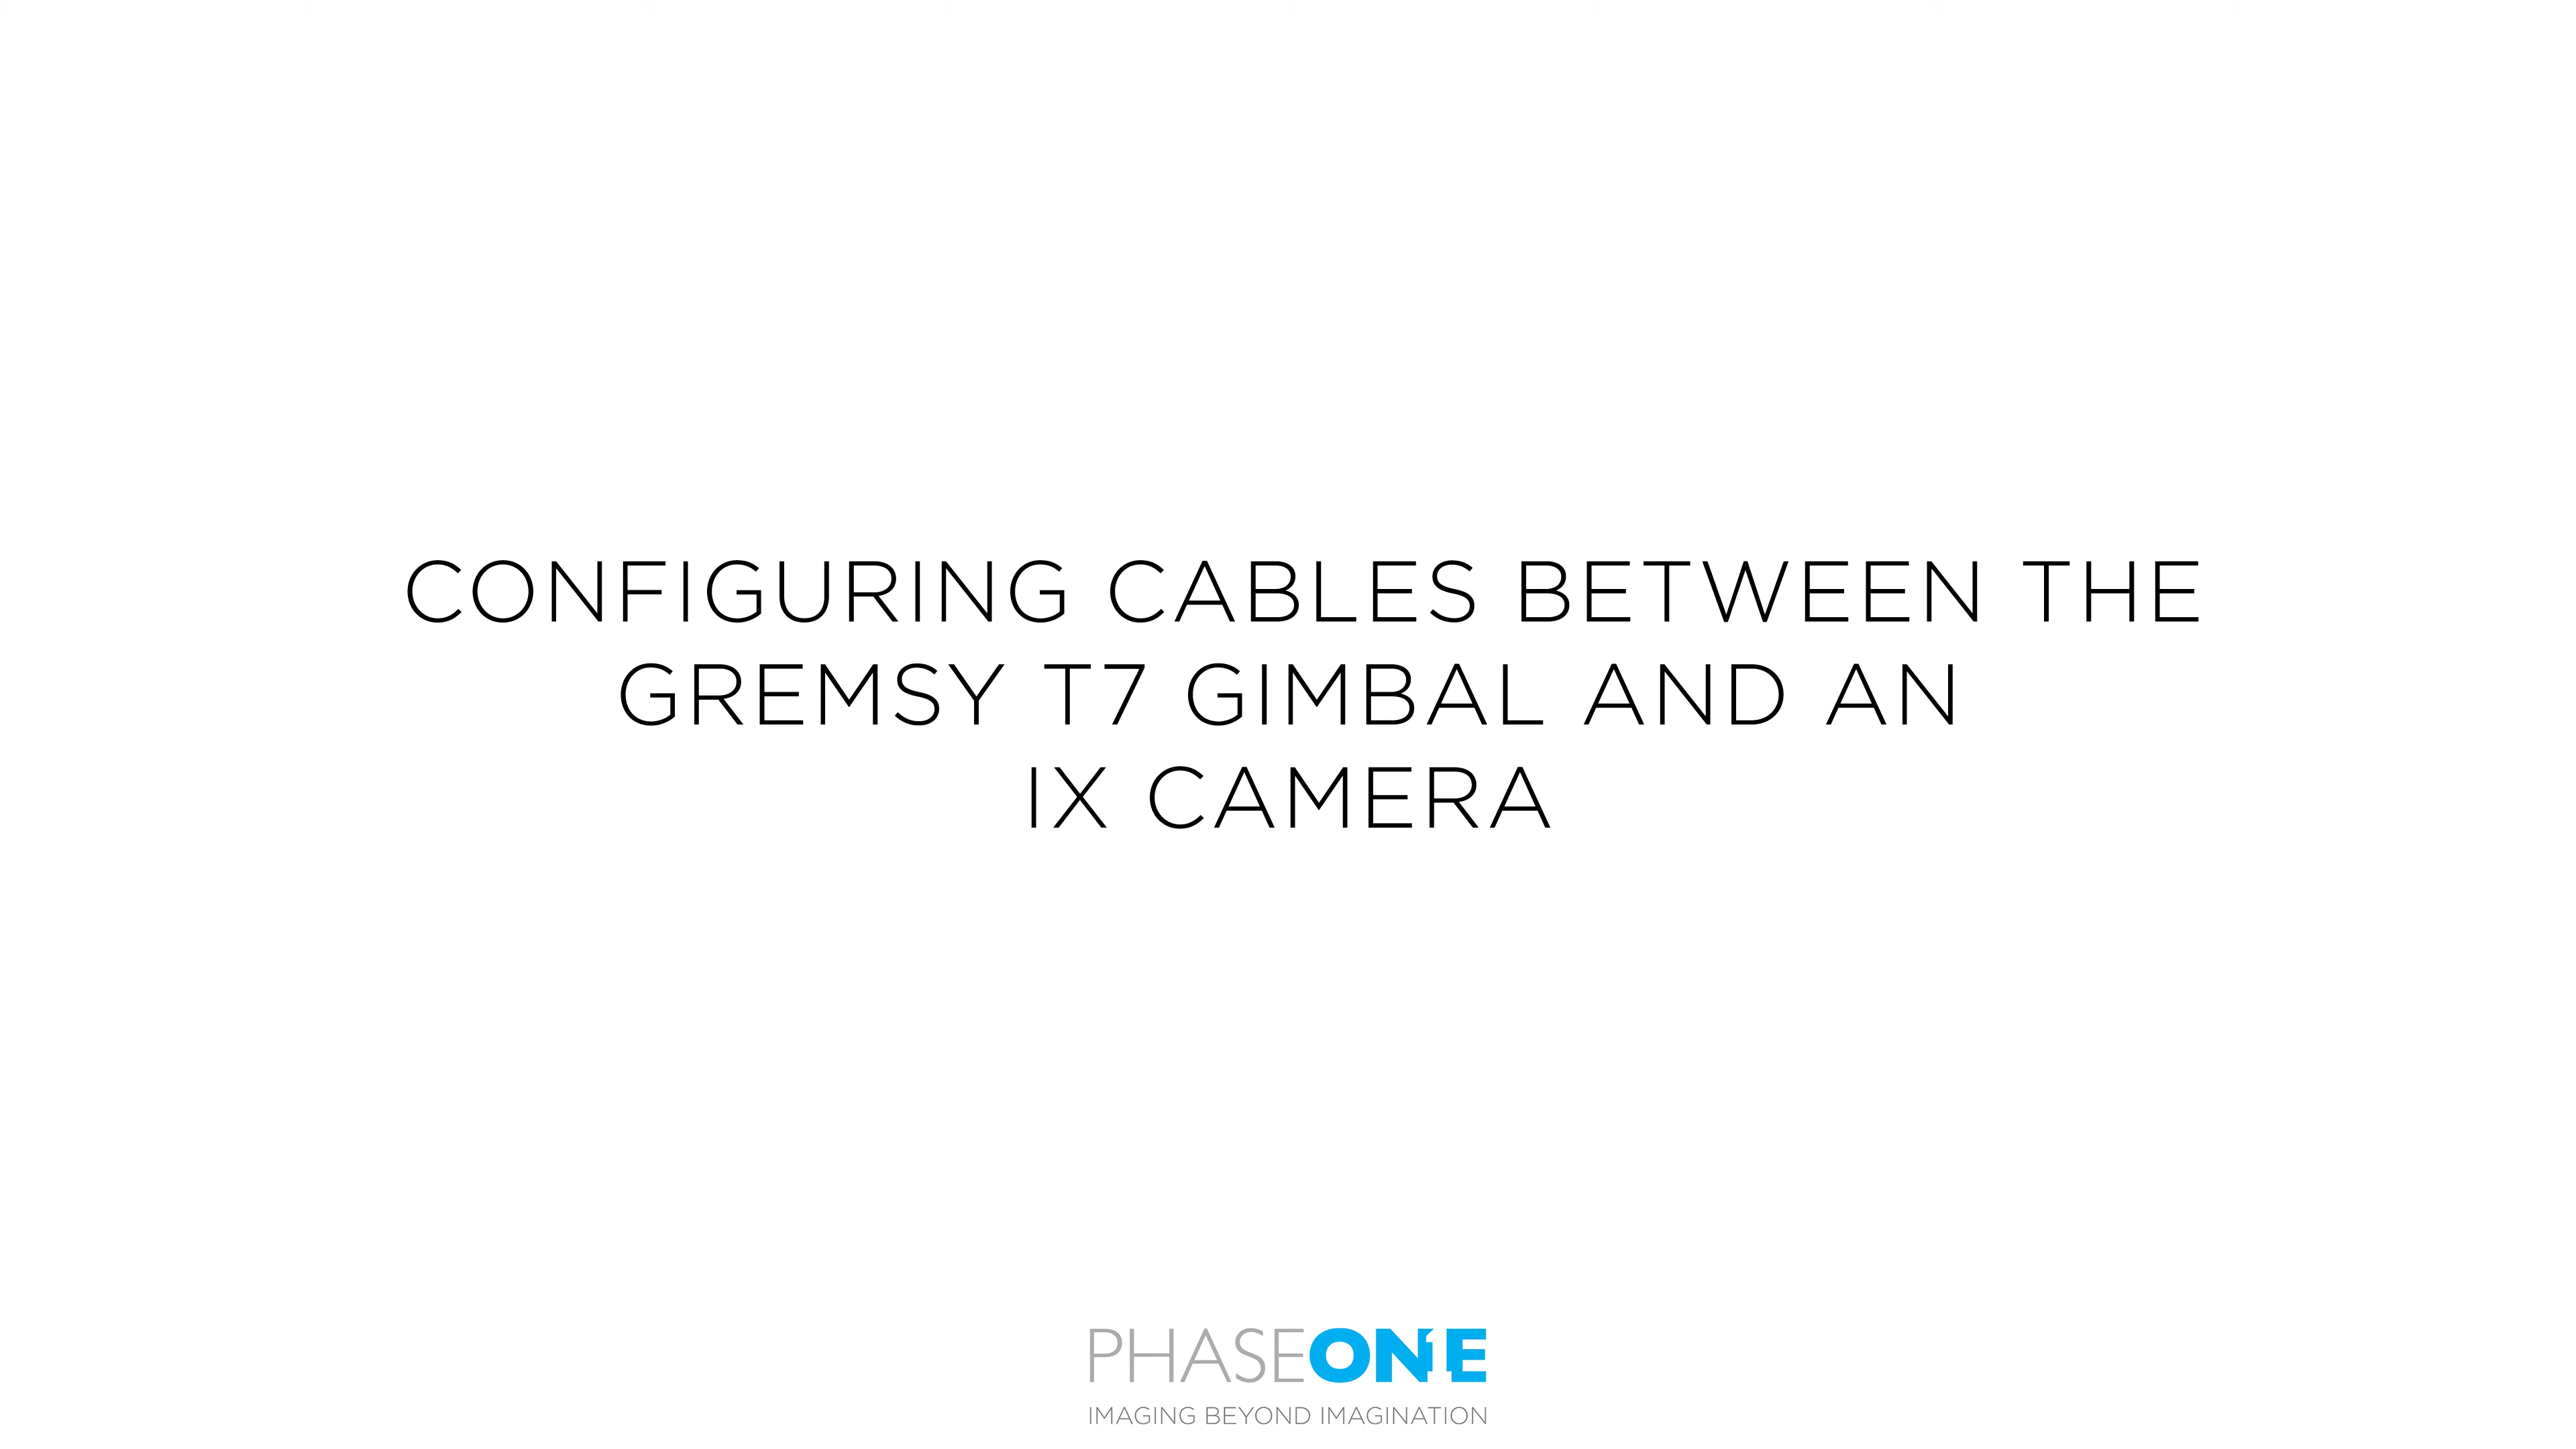 CONFIGURING CABLES BETWEEN THE
GREMSY T7 GIMBAL AND AN
IX CAMERA
PHASEONE
IMAGING BEYOND IMAGINATION